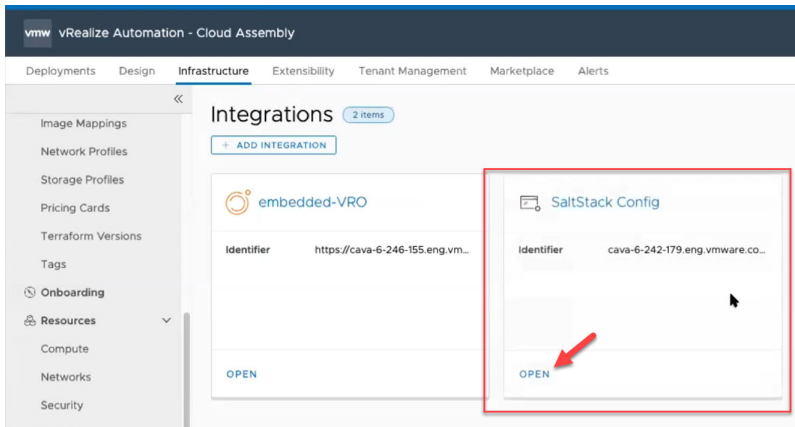 vmw vRealize Automation - Cloud Assembly
Deployments Design Infrastructure Extensibility Tenant Management Marketplace Alerts
Image Mappings
Network Profiles
Storage Profiles
Pricing Cards
Terraform Versions
Tags
Onboarding
Resources
Compute
Networks
Security
Integrations 2 items
+ ADD INTEGRATION
embedded-VRO
Identifier https://cava-6-246-155.eng.vm...
OPEN
SaltStack Config
Identifier cava-6-242-179.eng.vmware.co...
OPEN